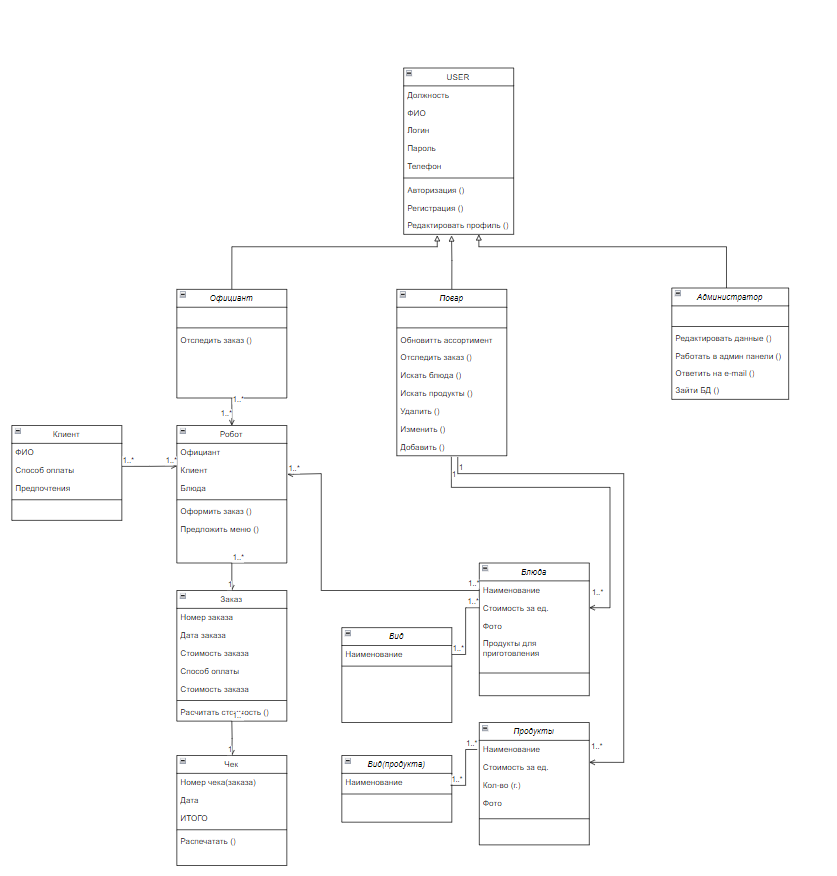 USER
Должность
ФИО
Логин
Пароль
Телефон
Авторизация ()
Регистрация ()
Редактировать профиль ()
Официант
Отследить заказ ()
Повар
Обновитть ассортимент
Отследить заказ ()
Искать блюда ()
Искать продукты ()
Удалить ()
Изменить ()
Добавить ()
Администратор
Редактировать данные ()
Работать в админ панели ()
Ответить на e-mail ()
Зайти БД ()
1..*
1..*
Клиент
ФИО
Способ оплаты
Предпочтения
1..*
1..*
Робот
Официант
Клиент
Блюда
Оформить заказ ()
Предложить меню ()
1..*
1
1
1..*
1
Заказ
Номер заказа
Дата заказа
Стоимость заказа
Способ оплаты
Стоимость заказа
Расчитать стоимость ()
1..*
1
Чек
Номер чека(заказа)
Дата
ИТОГО
Распечатать ()
Блюда
Наименование
Стоимость за ед.
Фото
Продукты для
приготовления
1..*
1..*
1..*
Вид
Наименование
1..*
Продукты
Наименование
Стоимость за ед.
Кол-во (г.)
Фото
1..*
1..*
Вид(продукта)
Наименование
1..*